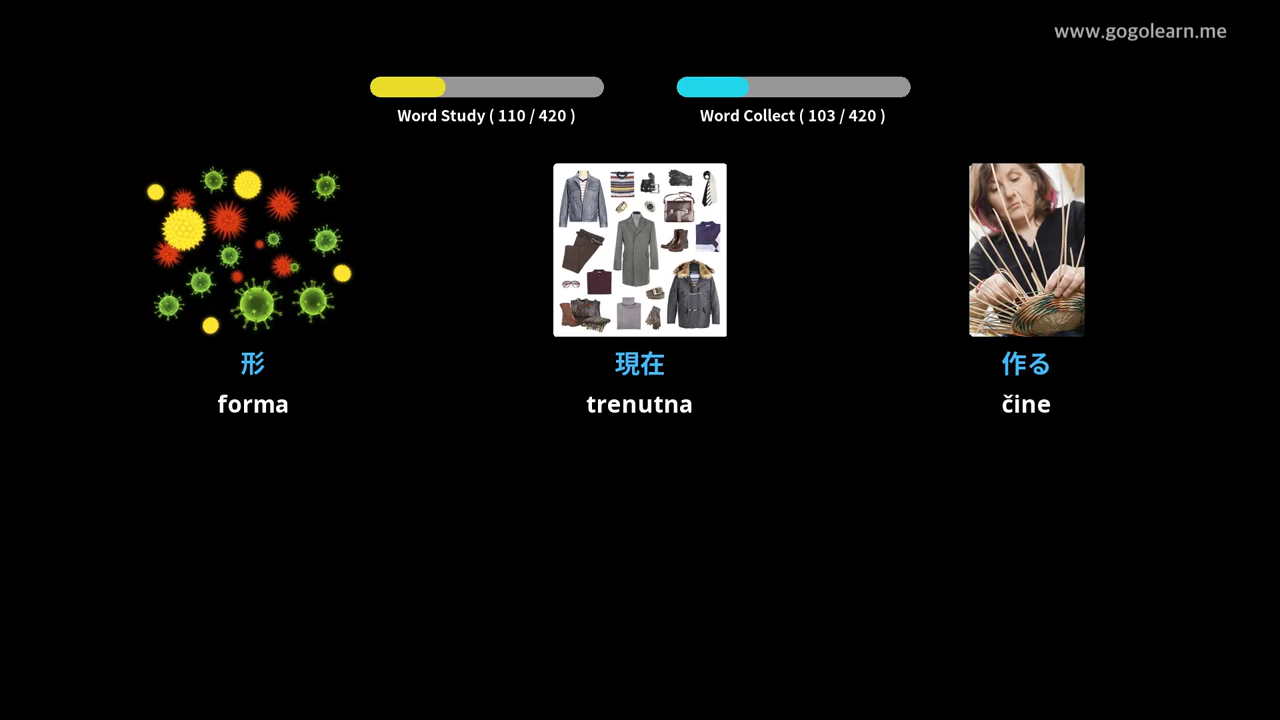 www.gogolearn.me
Word Study ( 110 / 420 )
Word Collect ( 103 / 420 )
形
現在
作る
forma
trenutna
čine